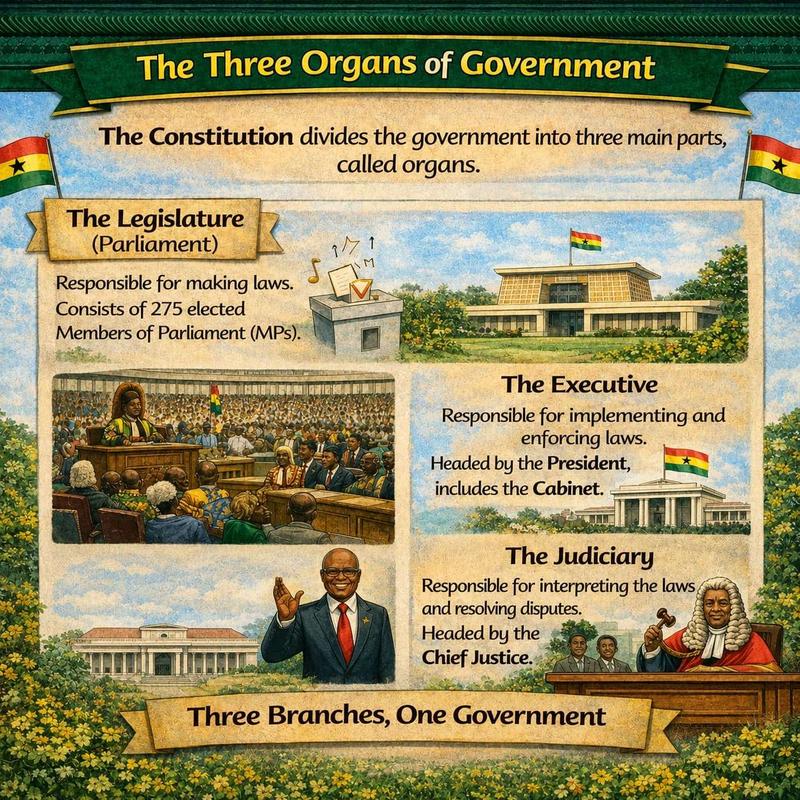 The Three Organs of Government
The Constitution divides the government into three main parts,
called organs.
The Legislature
(Parliament)
Responsible for making laws.
Consists of 275 elected
Members of Parliament (MPs).
The Executive
Responsible for implementing and
enforcing laws.
Headed by the President,
includes the Cabinet.
The Judiciary
Responsible for interpreting the laws
and resolving disputes.
Headed by the
Chief Justice.
Three Branches, One Government